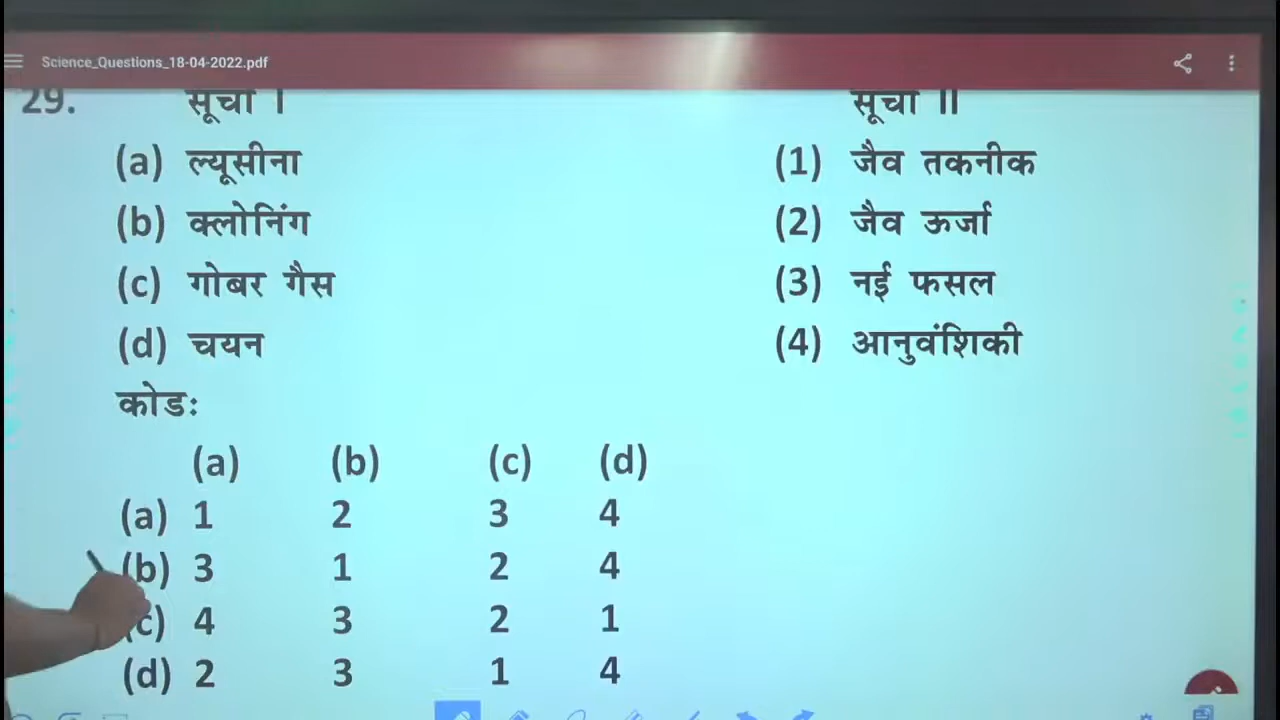 Science_Questions_18-04-2022.pdf
29. सूची I सूची II
(a) ल्यूसीना (1) जैव तकनीक
(b) क्लोनिंग (2) जैव ऊर्जा
(c) गोबर गैस (3) नई फसल
(d) चयन (4) आनुवंशिकी
कोडः
(a) (b) (c) (d)
(a) 1 2 3 4
(b) 3 1 2 4
(c) 4 3 2 1
(d) 2 3 1 4